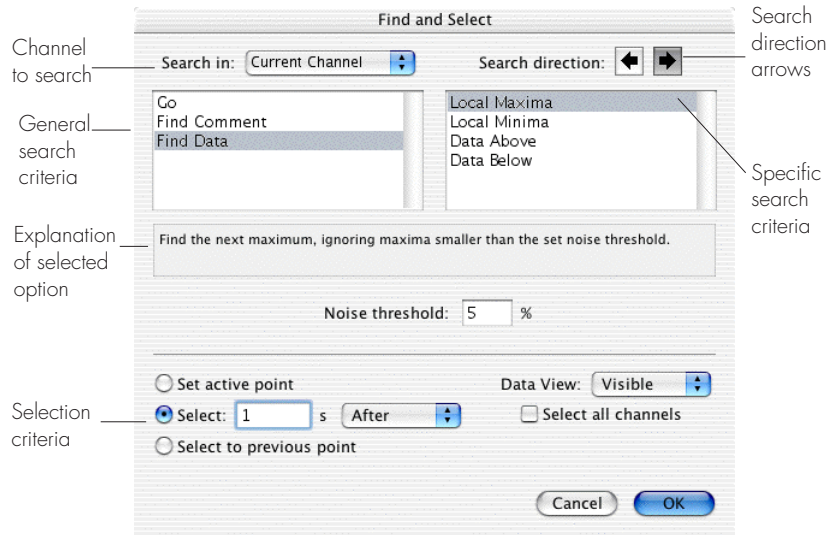 Find and Select
Channel
to search
Search in: Current Channel
Search direction:
Search
direction
arrows
General
search
criteria
Go
Find Comment
Find Data
Local Maxima
Local Minima
Data Above
Data Below
Specific
search
criteria
Explanation
of selected
option
Find the next maximum, ignoring maxima smaller than the set noise threshold.
Noise threshold: 5 %
Set active point
Data View: Visible
Selection
criteria
Select: 1 s After
Select all channels
Select to previous point
Cancel
OK